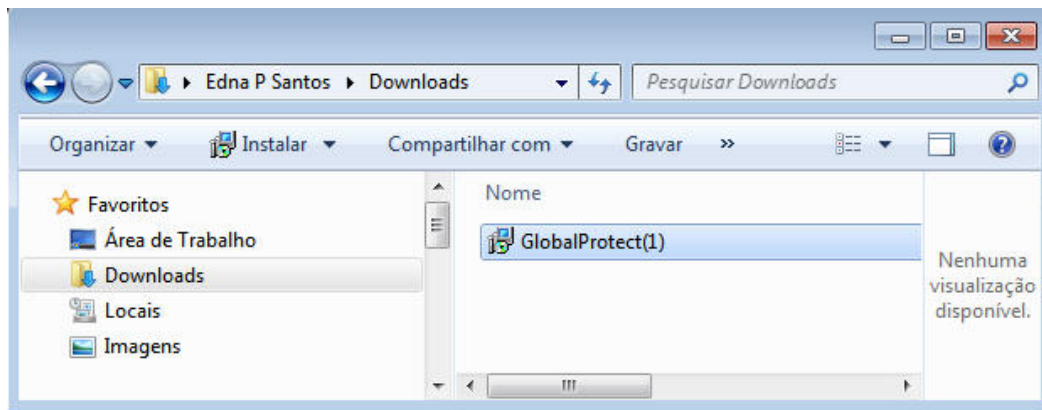 Edna P Santos Downloads Pesquisar Downloads
Organizar Instalar Compartilhar com Gravar »
Favoritos
Área de Trabalho
Downloads
Locais
Imagens
Nome
GlobalProtect(1)
Nenhuma
visualização
disponível.